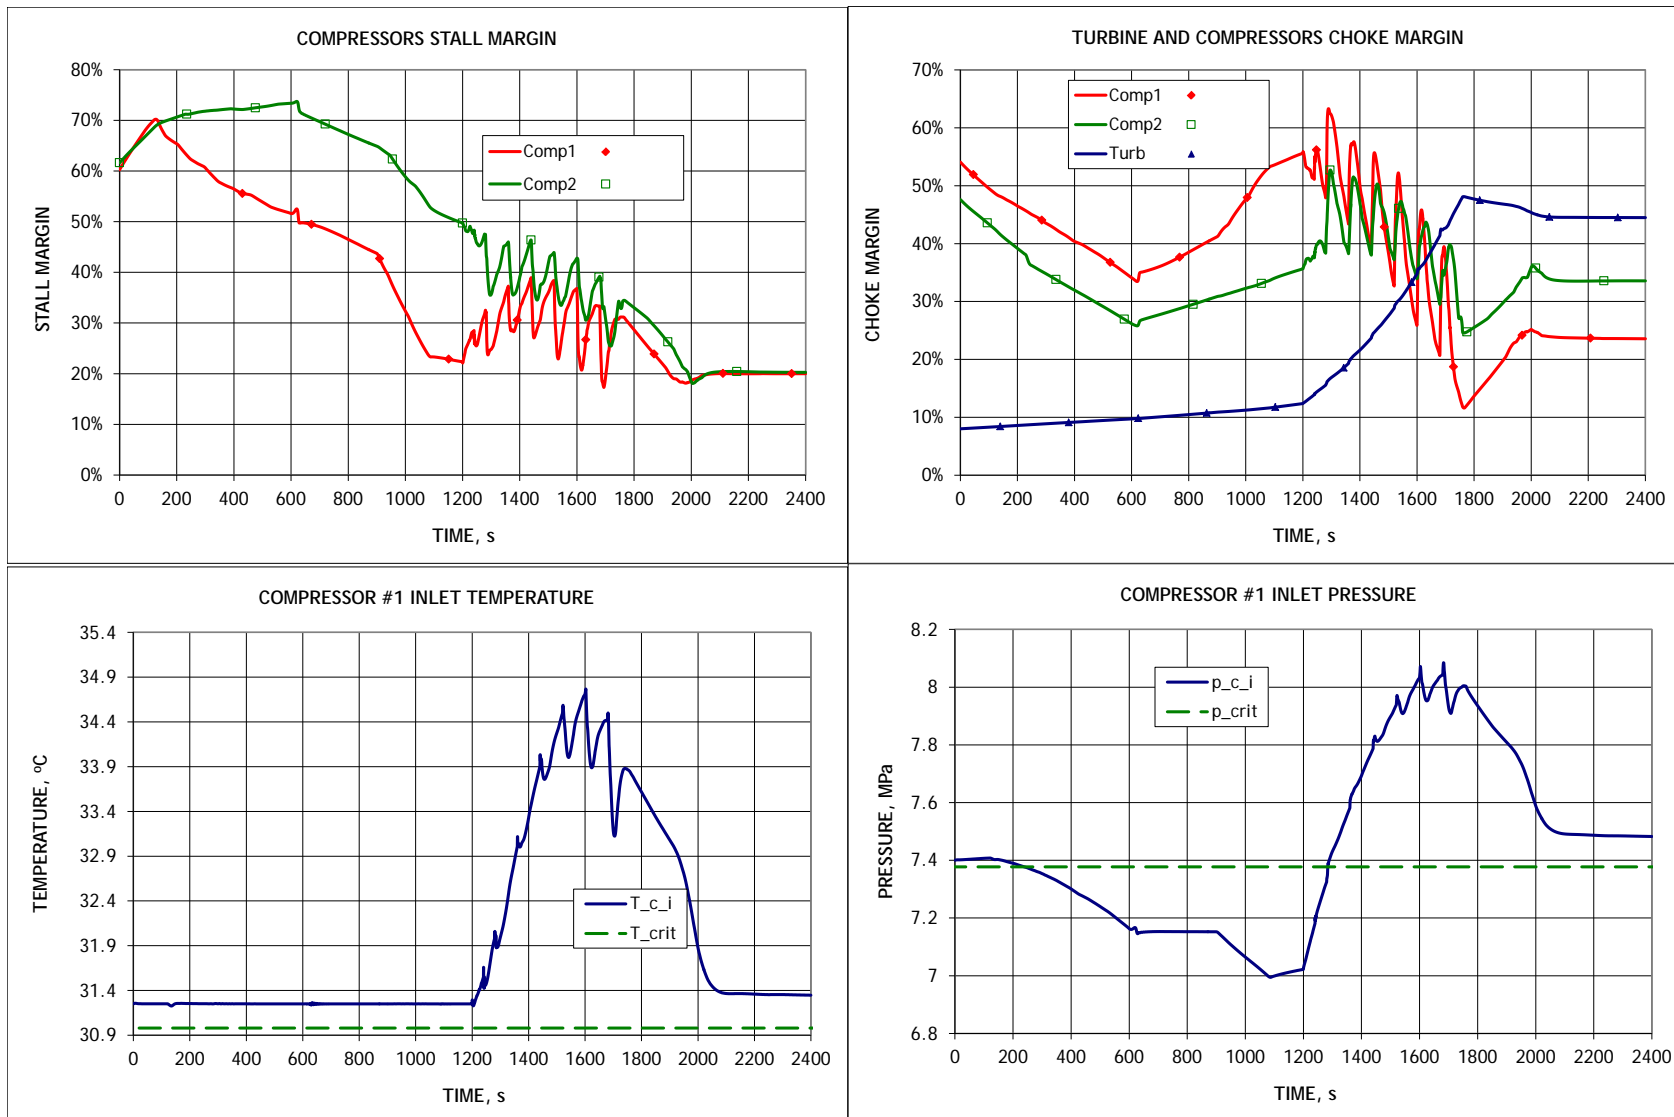 COMPRESSORS STALL MARGIN
80%
70%
60%
50%
40%
30%
20%
10%
0%
STALL MARGIN
Comp1
Comp2
0 200 400 600 800 1000 1200 1400 1600 1800 2000 2200 2400
TIME, s
TURBINE AND COMPRESSORS CHOKE MARGIN
70%
60%
50%
40%
30%
20%
10%
0%
CHOKE MARGIN
Comp1
Comp2
Turb
0 200 400 600 800 1000 1200 1400 1600 1800 2000 2200 2400
TIME, s
COMPRESSOR #1 INLET TEMPERATURE
35.4
34.9
34.4
33.9
33.4
32.9
32.4
31.9
31.4
30.9
TEMPERATURE, ºC
T_c_i
T_crit
0 200 400 600 800 1000 1200 1400 1600 1800 2000 2200 2400
TIME, s
COMPRESSOR #1 INLET PRESSURE
8.2
8
7.8
7.6
7.4
7.2
7
6.8
PRESSURE, MPa
p_c_i
p_crit
0 200 400 600 800 1000 1200 1400 1600 1800 2000 2200 2400
TIME, s